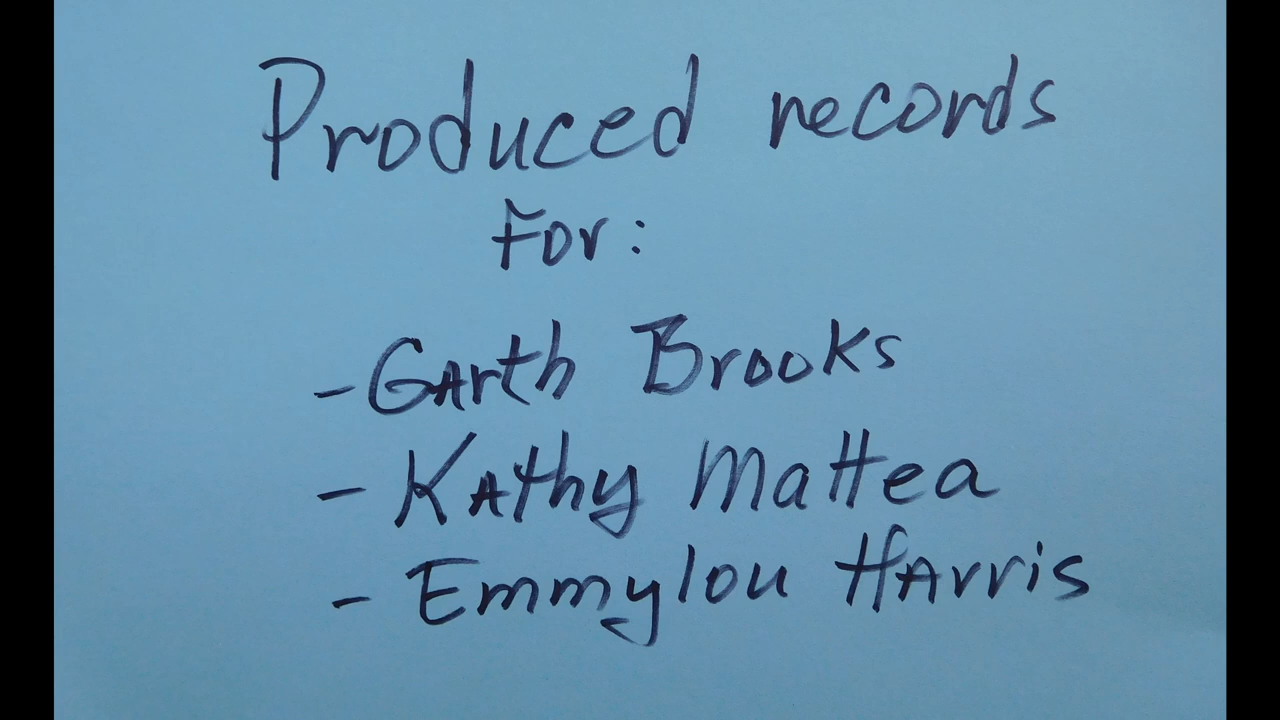 Produced records
For:
- Garth Brooks
- Kathy Mattea
- Emmylou Harris